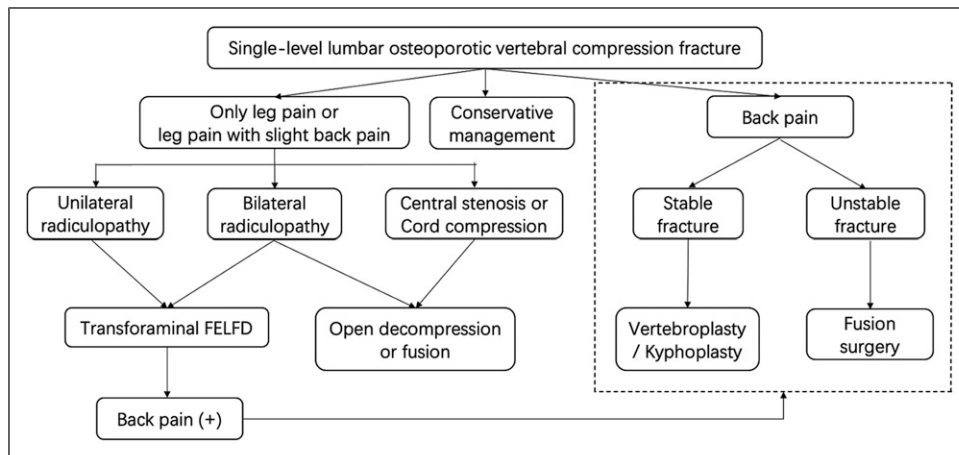 Single-level lumbar osteoporotic vertebral compression fracture
Only leg pain or
leg pain with slight back pain
Conservative
management
Back pain
Unilateral
radiculopathy
Bilateral
radiculopathy
Central stenosis or
Cord compression
Stable
fracture
Unstable
fracture
Transforaminal FELFD
Open decompression
or fusion
Vertebroplasty
/ Kyphoplasty
Fusion
surgery
Back pain (+)